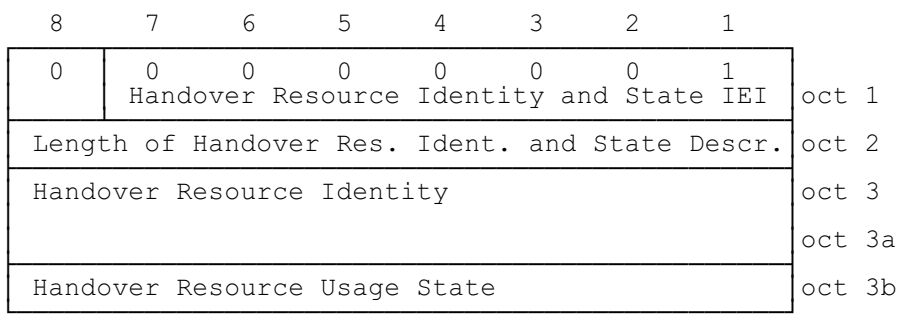 8 7 6 5 4 3 2 1
0 0 0 0 0 0 0 1
Handover Resource Identity and State IEI oct 1
Length of Handover Res. Ident. and State Descr. oct 2
Handover Resource Identity oct 3
oct 3a
Handover Resource Usage State oct 3b